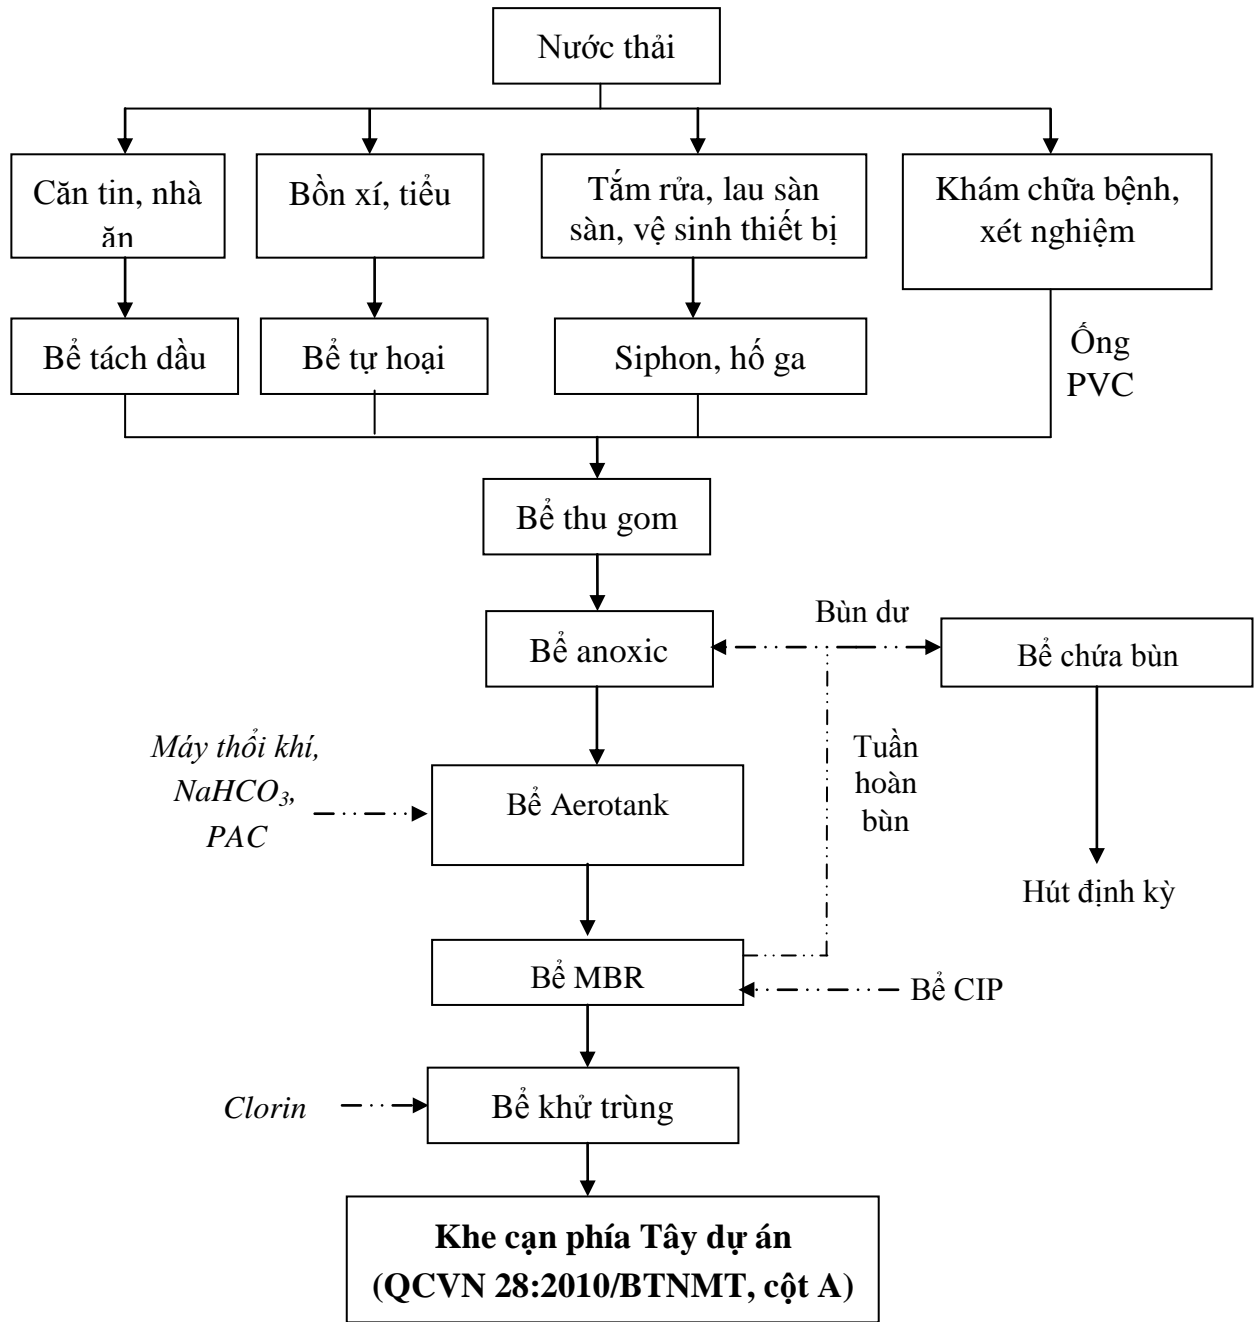 Nước thải
Căn tin, nhà
ăn
Bồn xí, tiểu
Tắm rửa, lau sàn
sàn, vệ sinh thiết bị
Khám chữa bệnh,
xét nghiệm
Bể tách dầu
Bể tự hoại
Siphon, hố ga
Ống
PVC
Bể thu gom
Bùn dư
Bể anoxic
Bể chứa bùn
Máy thổi khí,
NaHCO₃,
PAC
Bể Aerotank
Tuần
hoàn
bùn
Hút định kỳ
Bể MBR
Bể CIP
Clorin
Bể khử trùng
Khe cạn phía Tây dự án
(QCVN 28:2010/BTNMT, cột A)